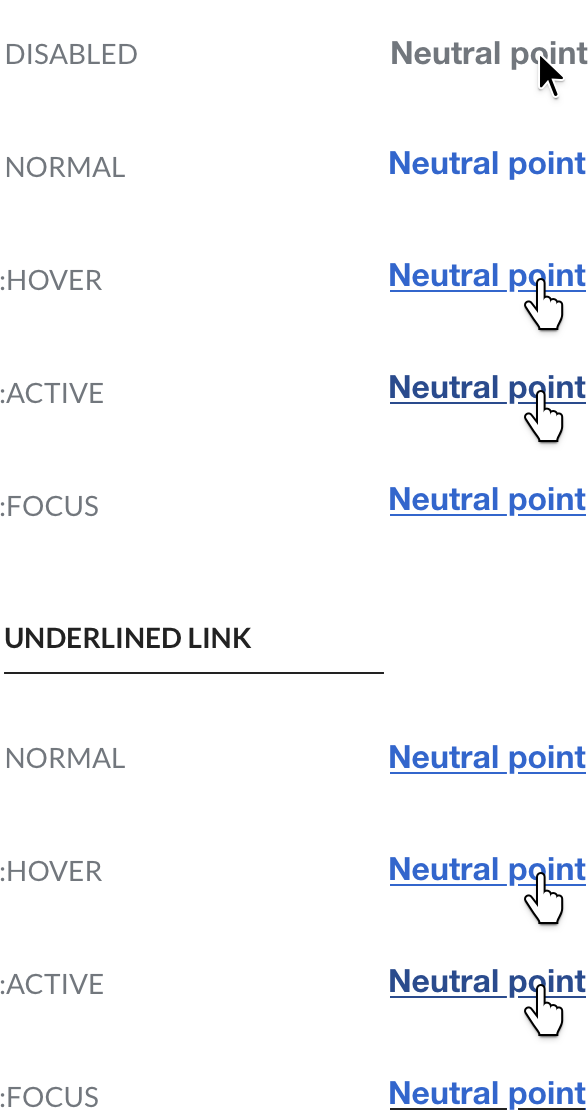 DISABLED Neutral point
NORMAL Neutral point
:HOVER Neutral point
:ACTIVE Neutral point
:FOCUS Neutral point
UNDERLINED LINK
NORMAL Neutral point
:HOVER Neutral point
:ACTIVE Neutral point
:FOCUS Neutral point